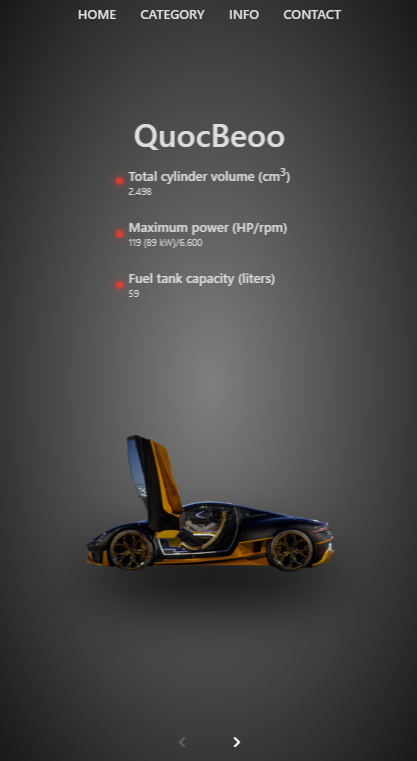 HOME CATEGORY INFO CONTACT
QuocBeoo
Total cylinder volume (cm³)
2.498
Maximum power (HP/rpm)
119 (89 kW)/6.600
Fuel tank capacity (liters)
59